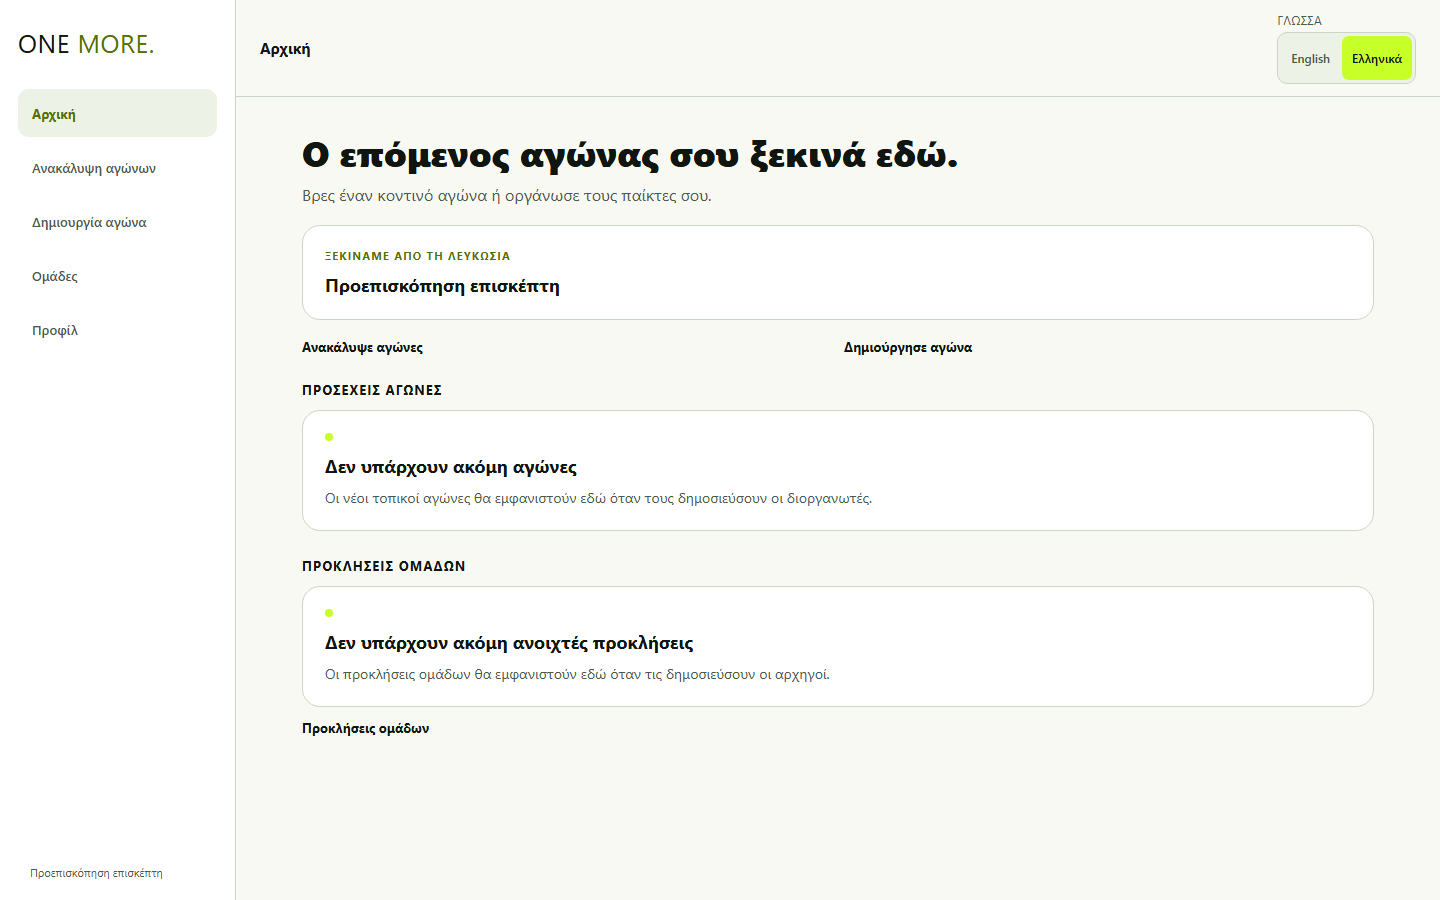 ONE MORE.
Αρχική
Ανακάλυψη αγώνων
Δημιουργία αγώνα
Ομάδες
Προφίλ
Προεπισκόπηση επισκέπτη
Αρχική
ΓΛΩΣΣΑ
English Ελληνικά
Ο επόμενος αγώνας σου ξεκινά εδώ.
Βρες έναν κοντινό αγώνα ή οργάνωσε τους παίκτες σου.
ΞΕΚΙΝΑΜΕ ΑΠΟ ΤΗ ΛΕΥΚΩΣΙΑ
Προεπισκόπηση επισκέπτη
Ανακάλυψε αγώνες Δημιούργησε αγώνα
ΠΡΟΣΕΧΕΙΣ ΑΓΩΝΕΣ
Δεν υπάρχουν ακόμη αγώνες
Οι νέοι τοπικοί αγώνες θα εμφανιστούν εδώ όταν τους δημοσιεύσουν οι διοργανωτές.
ΠΡΟΚΛΗΣΕΙΣ ΟΜΑΔΩΝ
Δεν υπάρχουν ακόμη ανοιχτές προκλήσεις
Οι προκλήσεις ομάδων θα εμφανιστούν εδώ όταν τις δημοσιεύσουν οι αρχηγοί.
Προκλήσεις ομάδων